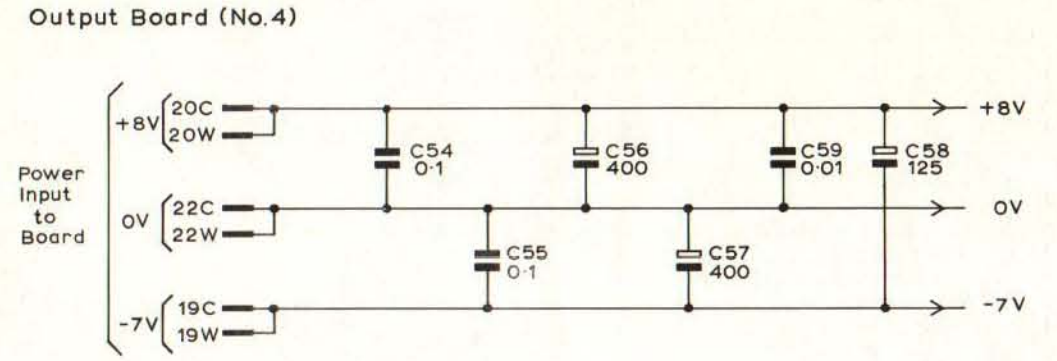 Output Board (No.4)
Power
Input
to
Board
+8V
20C
20W
0V
22C
22W
-7V
19C
19W
C54
0·1
C56
400
C59
0·01
C58
125
C55
0·1
C57
400
+8V
0V
-7V